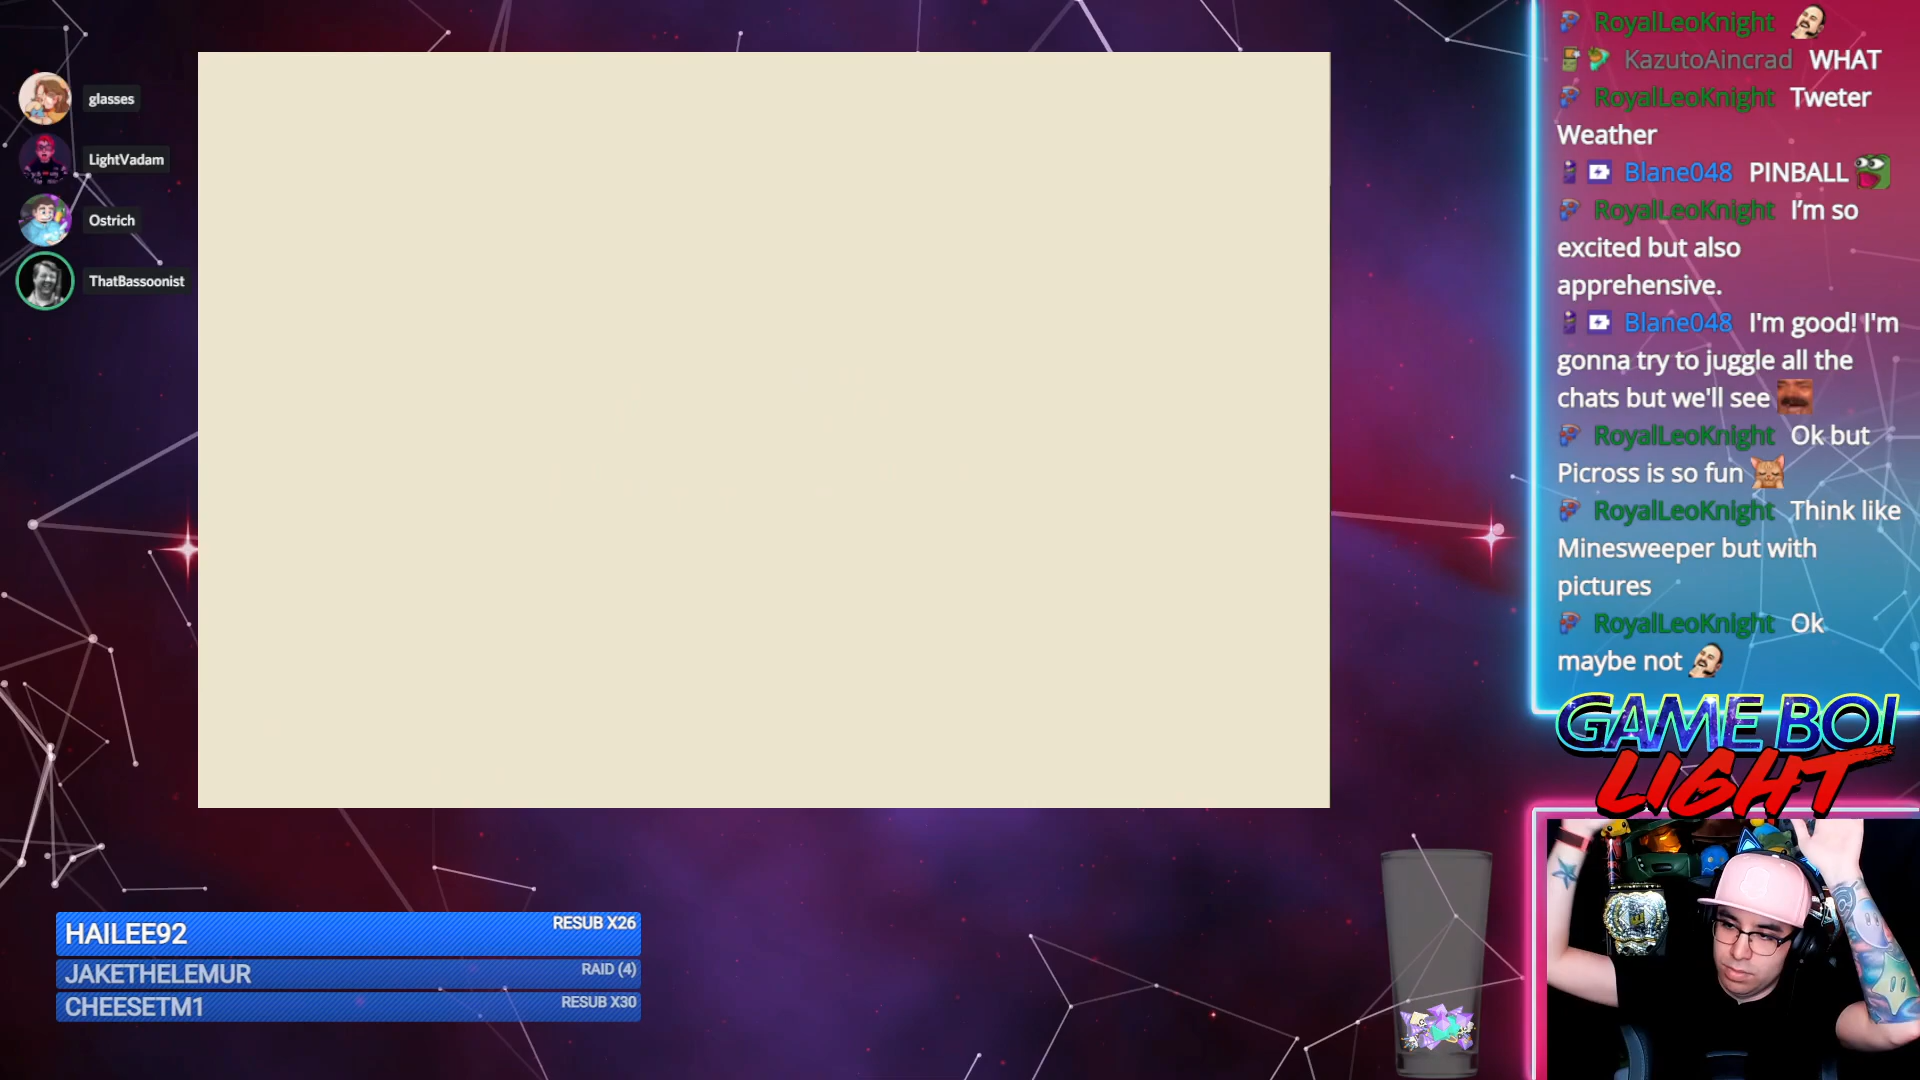 glasses
LightVadam
Ostrich
ThatBassoonist
RoyalLeoKnight
KazutoAincrad WHAT
RoyalLeoKnight Tweter
Weather
Blane048 PINBALL
RoyalLeoKnight I’m so
excited but also
apprehensive.
Blane048 I'm good! I'm
gonna try to juggle all the
chats but we'll see
RoyalLeoKnight Ok but
Picross is so fun
RoyalLeoKnight Think like
Minesweeper but with
pictures
RoyalLeoKnight Ok
maybe not
GAME BOI
LIGHT
HAILEE92 RESUB X26
JAKETHELEMUR RAID (4)
CHEESETM1 RESUB X30